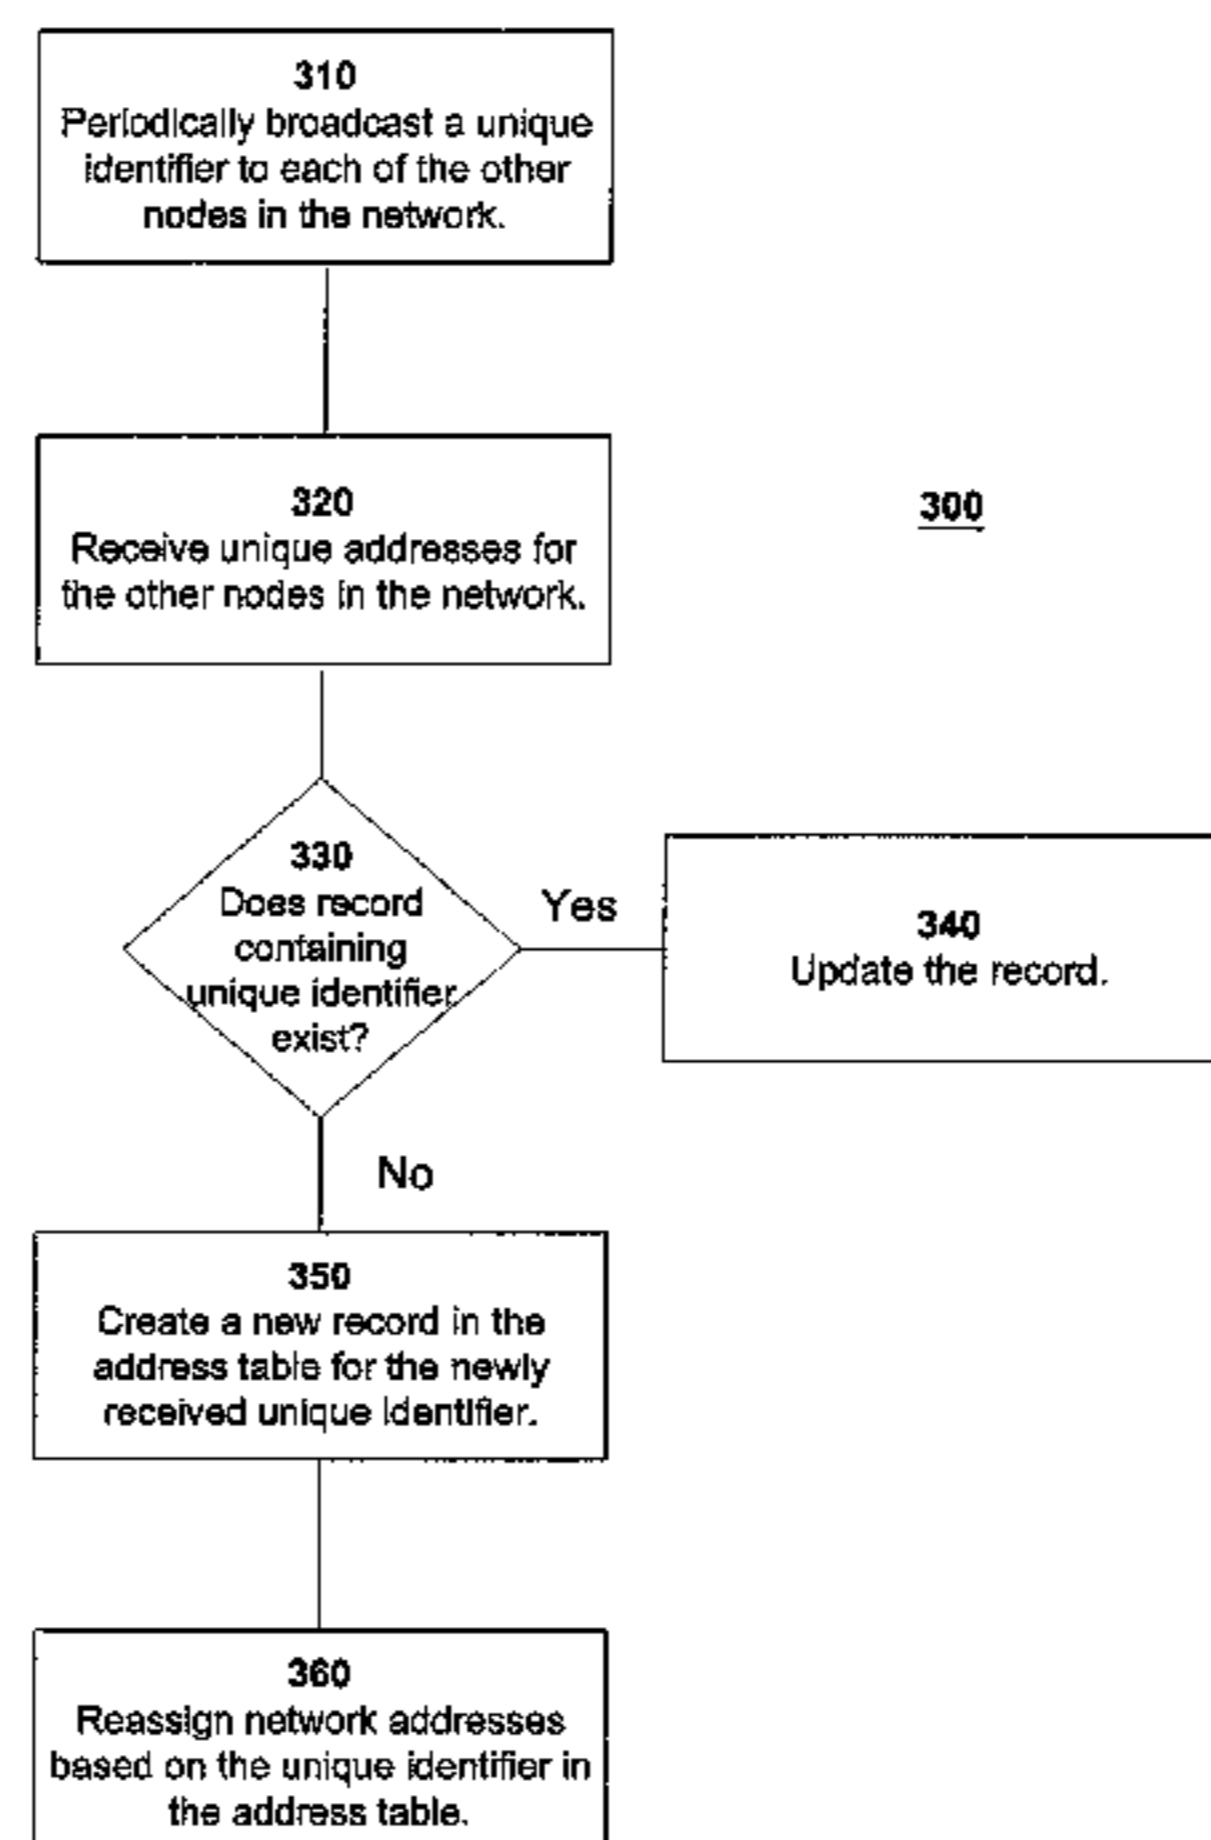 310
Periodically broadcast a unique
identifier to each of the other
nodes in the network.
320
Receive unique addresses for
the other nodes in the network.
300
330
Does record
containing
unique identifier
exist?
Yes
340
Update the record.
No
350
Create a new record in the
address table for the newly
received unique identifier.
360
Reassign network addresses
based on the unique identifier in
the address table.